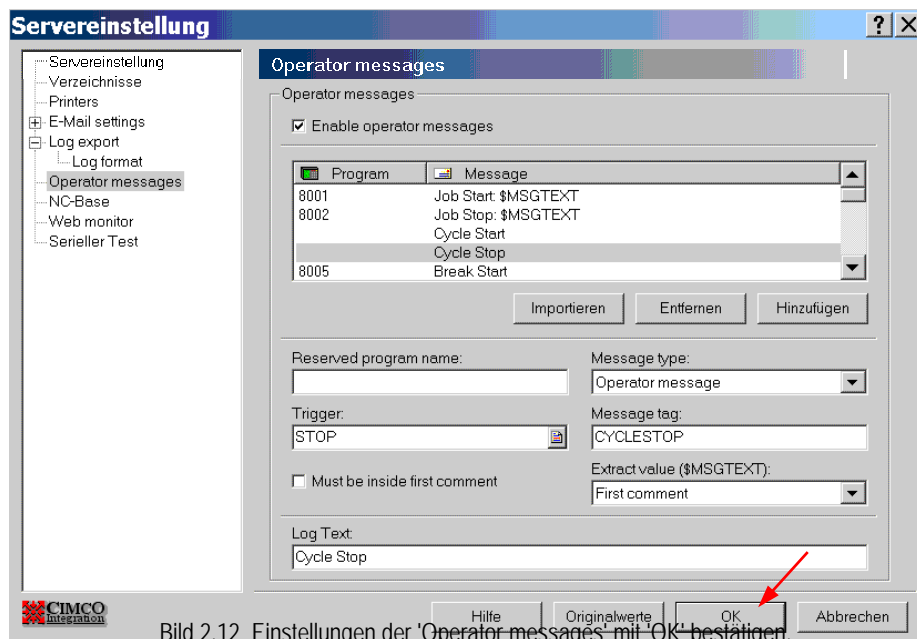 Servereinstellung
Servereinstellung
Verzeichnisse
Printers
E-Mail settings
Log export
Log format
Operator messages
NC-Base
Web monitor
Serieller Test
Operator messages
Operator messages
Enable operator messages
Program Message
8001 Job Start: $MSGTEXT
8002 Job Stop: $MSGTEXT
Cycle Start
Cycle Stop
8005 Break Start
Importieren Entfernen Hinzufügen
Reserved program name: Message type:
Operator message
Trigger: Message tag:
STOP CYCLESTOP
Must be inside first comment
Extract value ($MSGTEXT):
First comment
Log Text:
Cycle Stop
CIMCO
Integration
Hilfe Originalwerte OK Abbrechen
Bild 2.12. Einstellungen der 'Operator messages' mit 'OK' bestätigen